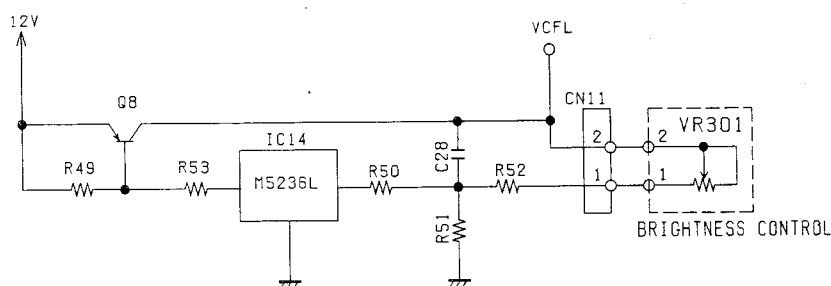 12V
VCFL
Q8
CN11
IC14
VR301
2
2
R49
R53
M5236L
R50
C28
R52
1
1
R51
BRIGHTNESS CONTROL